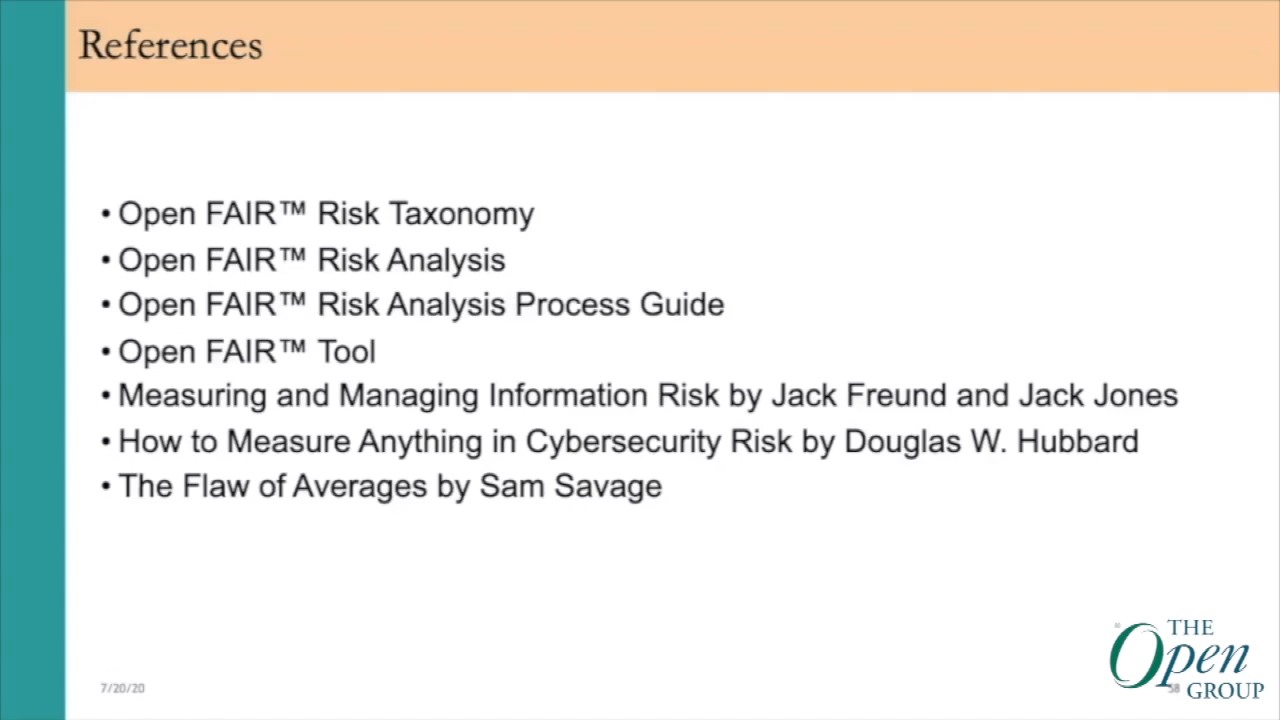 References
• Open FAIR™ Risk Taxonomy
• Open FAIR™ Risk Analysis
• Open FAIR™ Risk Analysis Process Guide
• Open FAIR™ Tool
• Measuring and Managing Information Risk by Jack Freund and Jack Jones
• How to Measure Anything in Cybersecurity Risk by Douglas W. Hubbard
• The Flaw of Averages by Sam Savage
7/20/20
58
THE
Open
GROUP